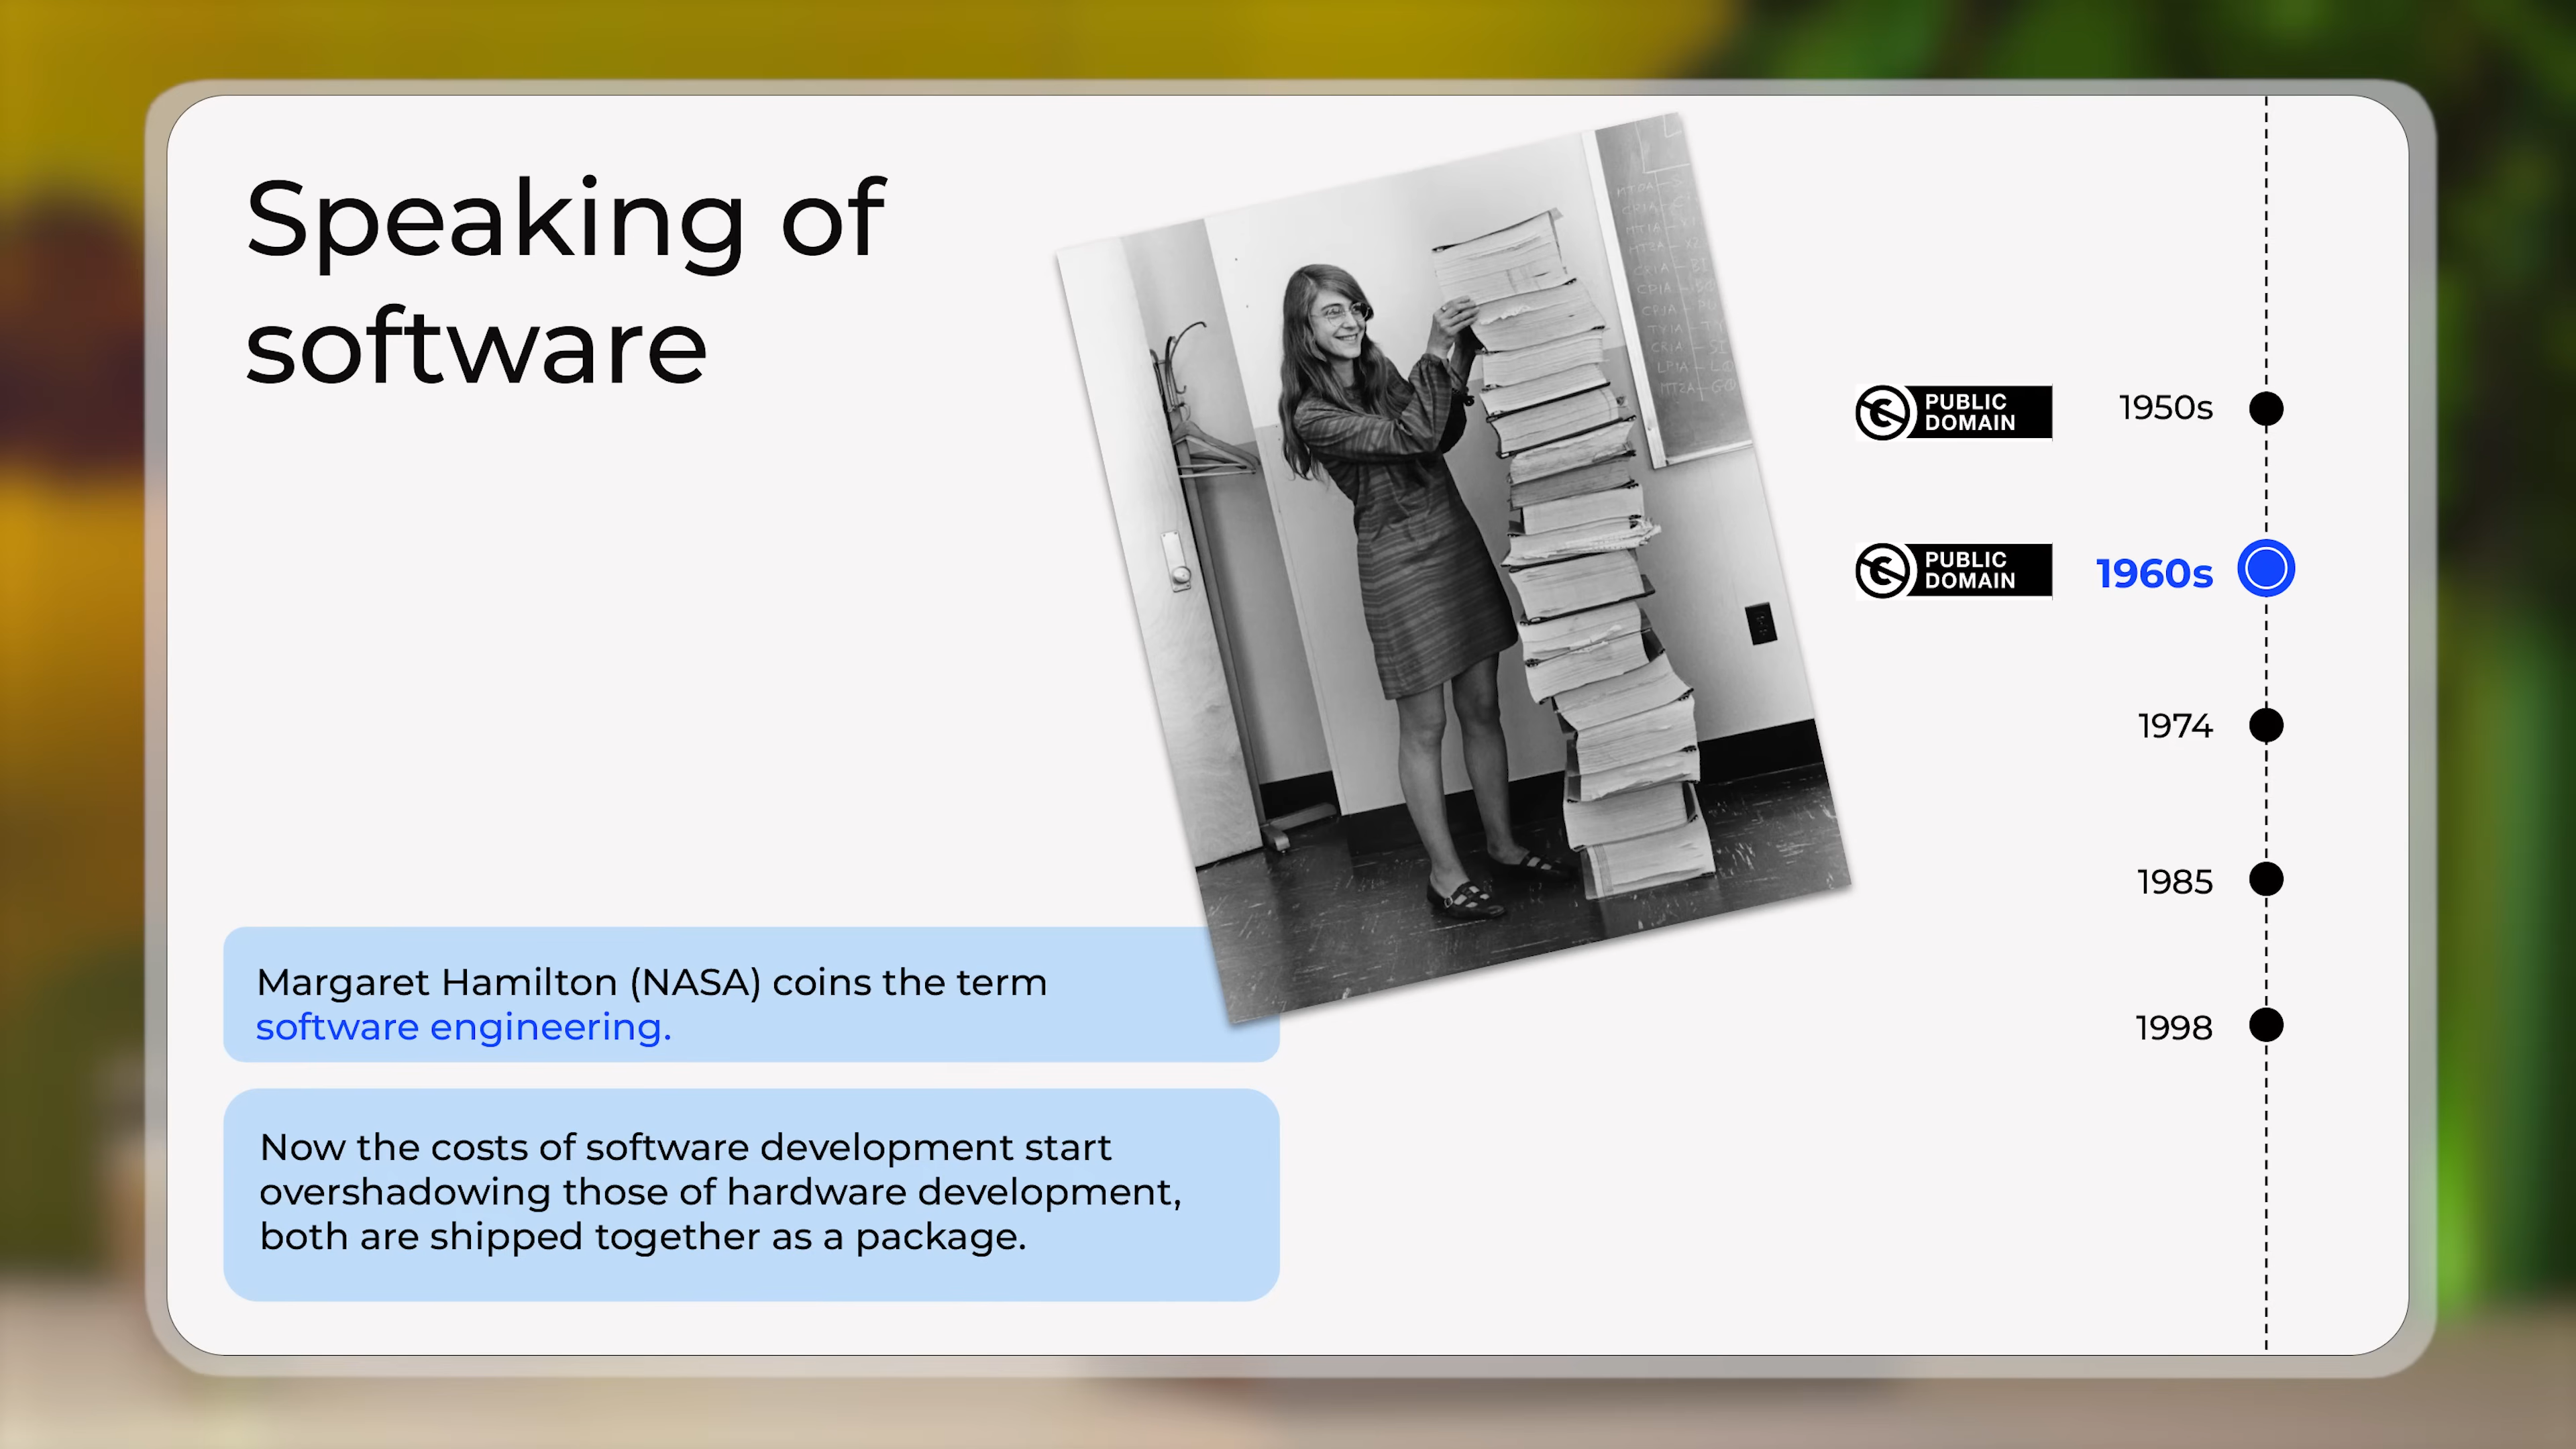 Speaking of
software
PUBLIC
DOMAIN
1950s
PUBLIC
DOMAIN
1960s
1974
1985
1998
Margaret Hamilton (NASA) coins the term
software engineering.
Now the costs of software development start
overshadowing those of hardware development,
both are shipped together as a package.